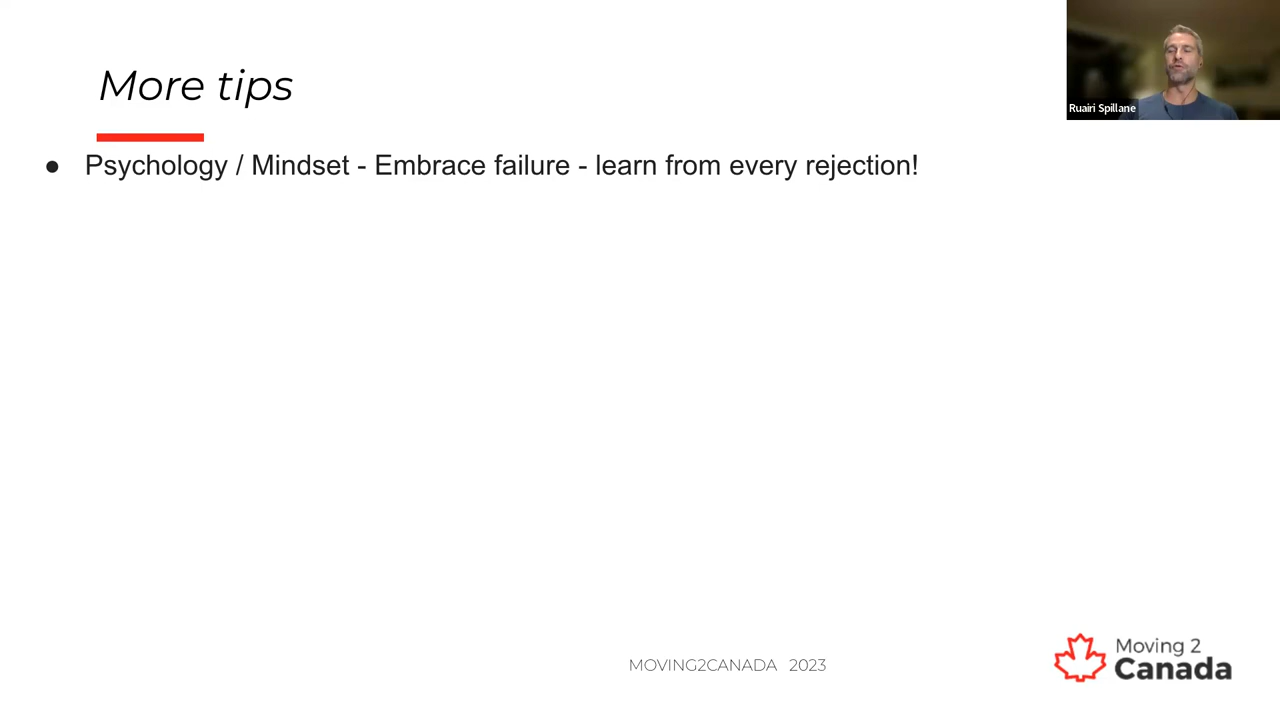 More tips
● Psychology / Mindset - Embrace failure - learn from every rejection!
Ruairi Spillane
MOVING2CANADA 2023
Moving 2
Canada